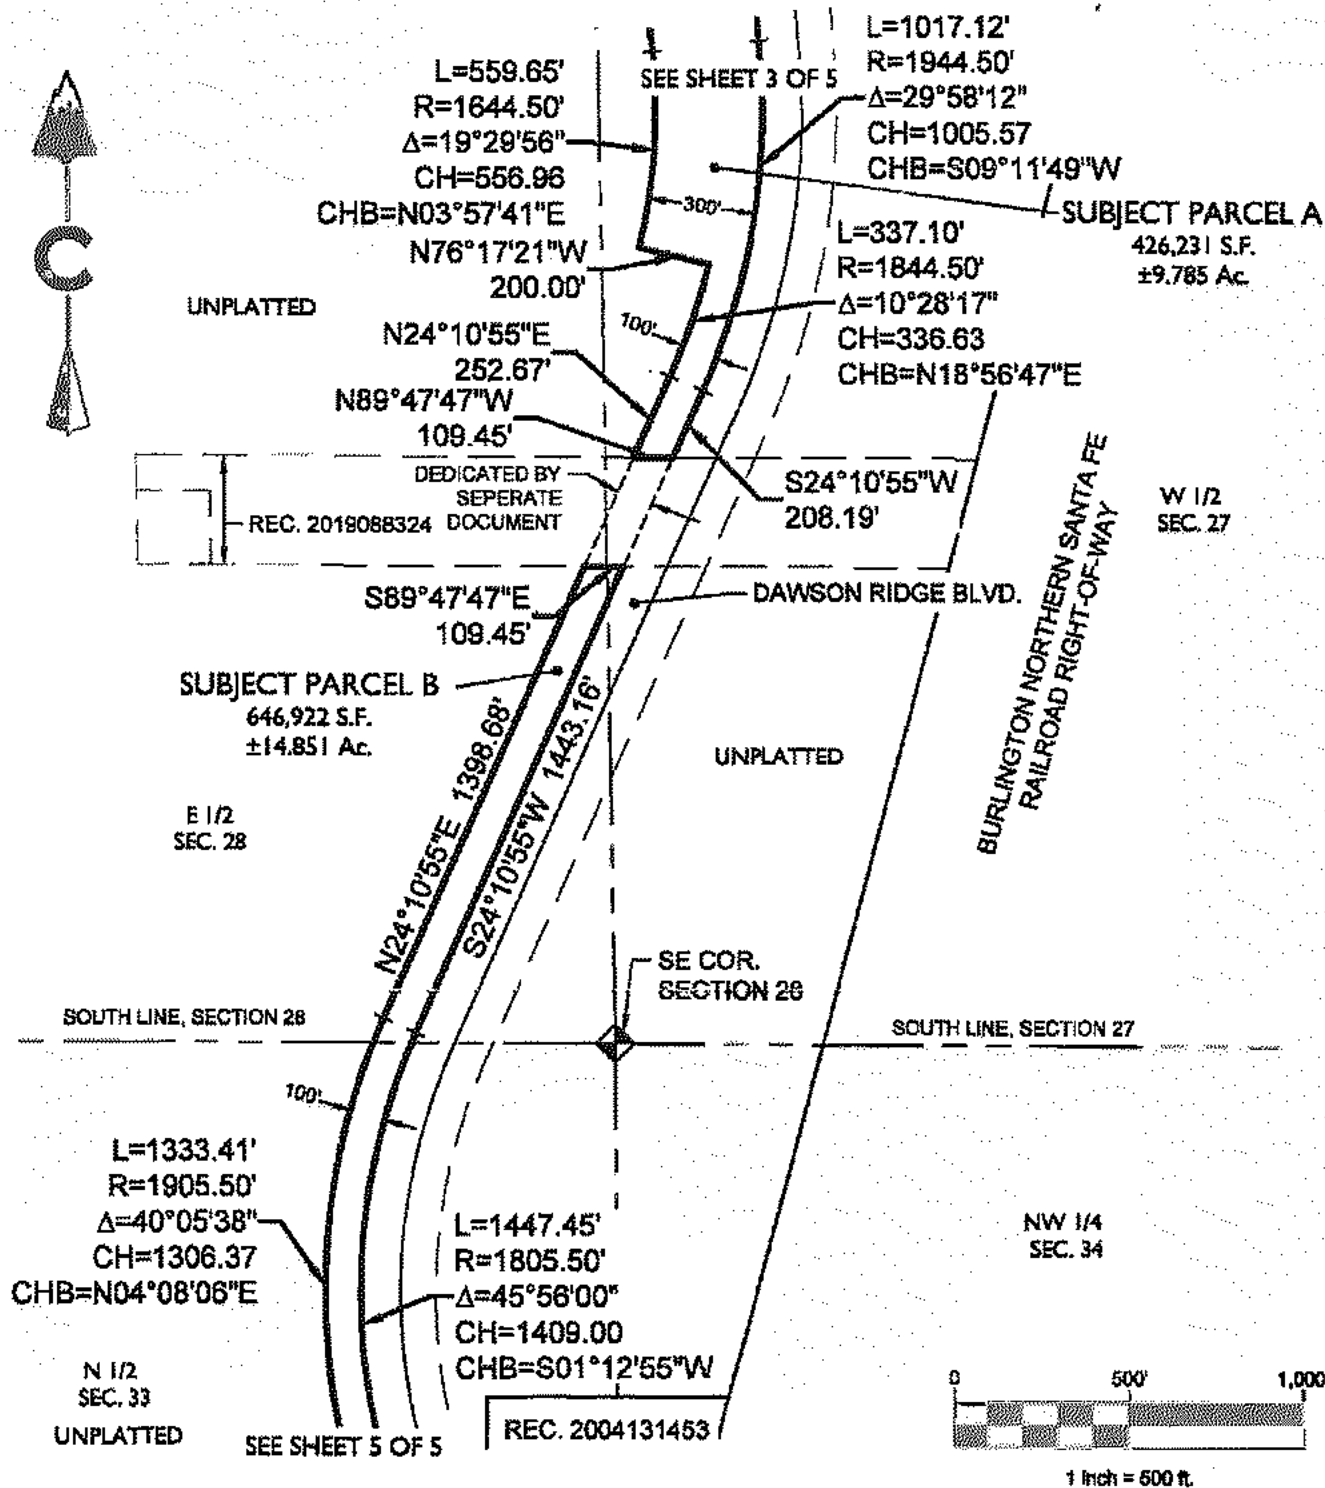 L=1017.12'
R=1944.50'
Δ=29°58'12"
CH=1005.57
CHB=S09°11'49"W
L=559.65'
R=1644.50'
Δ=19°29'56"
CH=556.96
CHB=N03°57'41"E
SEE SHEET 3 OF 5
300'
SUBJECT PARCEL A
426,231 S.F.
±9.785 Ac.
N76°17'21"W
200.00'
L=337.10'
R=1844.50'
Δ=10°28'17"
CH=336.63
CHB=N18°56'47"E
C
UNPLATTED
100'
N24°10'55"E
252.67'
N89°47'47"W
109.45'
DEDICATED BY
SEPERATE
DOCUMENT
REC. 2019088324
S24°10'55"W
208.19'
BURLINGTON NORTHERN SANTA FE
RAILROAD RIGHT-OF-WAY
W 1/2
SEC. 27
S89°47'47"E
109.45'
DAWSON RIDGE BLVD.
SUBJECT PARCEL B
646,922 S.F.
±14.851 Ac.
N24°10'55"E 1398.68'
S24°10'55"W 1443.16'
UNPLATTED
E 1/2
SEC. 28
SE COR.
SECTION 28
SOUTH LINE, SECTION 28
SOUTH LINE, SECTION 27
100'
L=1333.41'
R=1905.50'
Δ=40°05'38"
CH=1306.37
CHB=N04°08'06"E
L=1447.45'
R=1805.50'
Δ=45°56'00"
CH=1409.00
CHB=S01°12'55"W
NW 1/4
SEC. 34
N 1/2
SEC. 33
UNPLATTED
SEE SHEET 5 OF 5
REC. 2004131453
0 500' 1,000
1 inch = 500 ft.